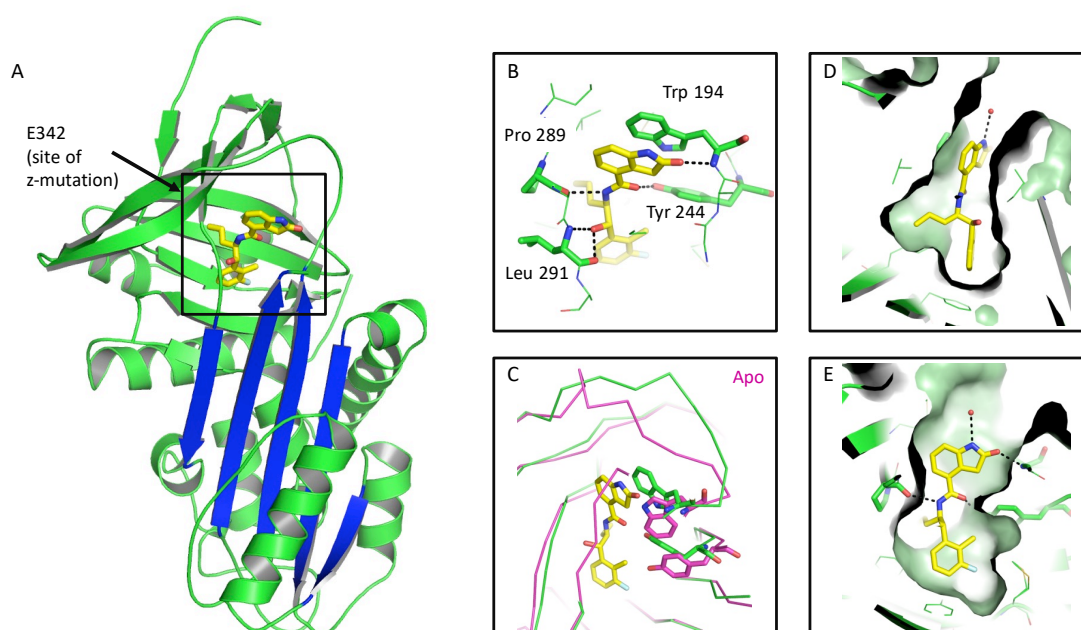 A
E342
(site of
z-mutation)
B
Trp 194
Pro 289
Tyr 244
Leu 291
C
Apo
D
E